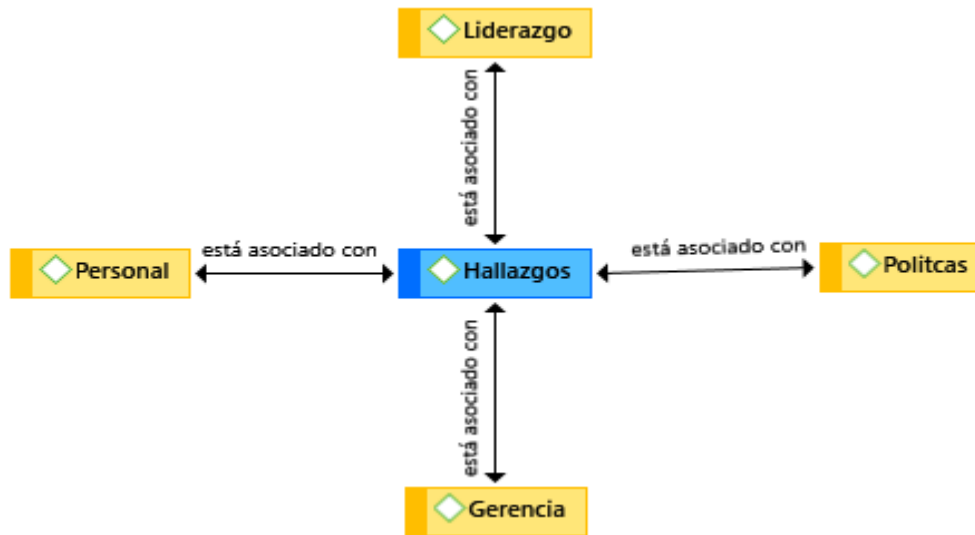 Liderazgo
está asociado con
está asociado con
Personal
Hallazgos
está asociado con
Politcas
está asociado con
Gerencia